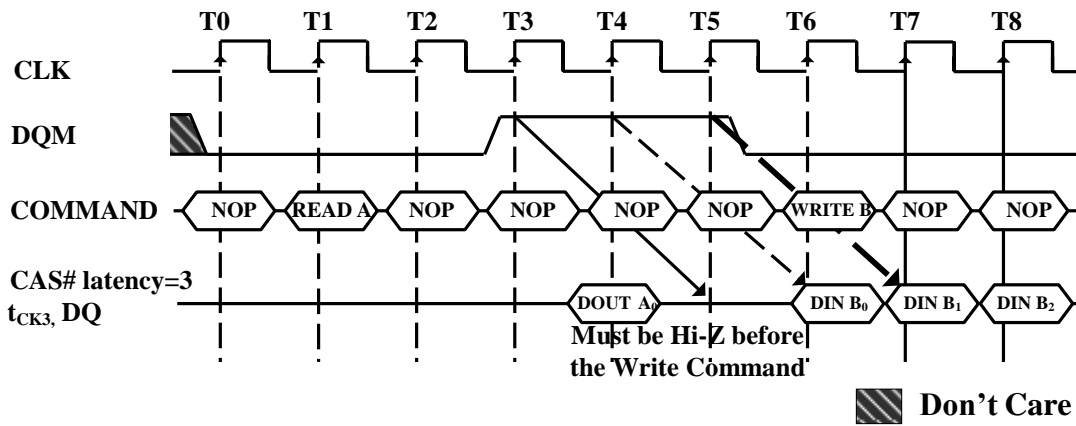 T0 T1 T2 T3 T4 T5 T6 T7 T8
CLK
DQM
COMMAND NOP READ A NOP NOP NOP NOP WRITE B NOP NOP
CAS# latency=3
tCK3, DQ DOUT A0 DIN B0 DIN B1 DIN B2
Must be Hi-Z before
the Write Command
Don't Care